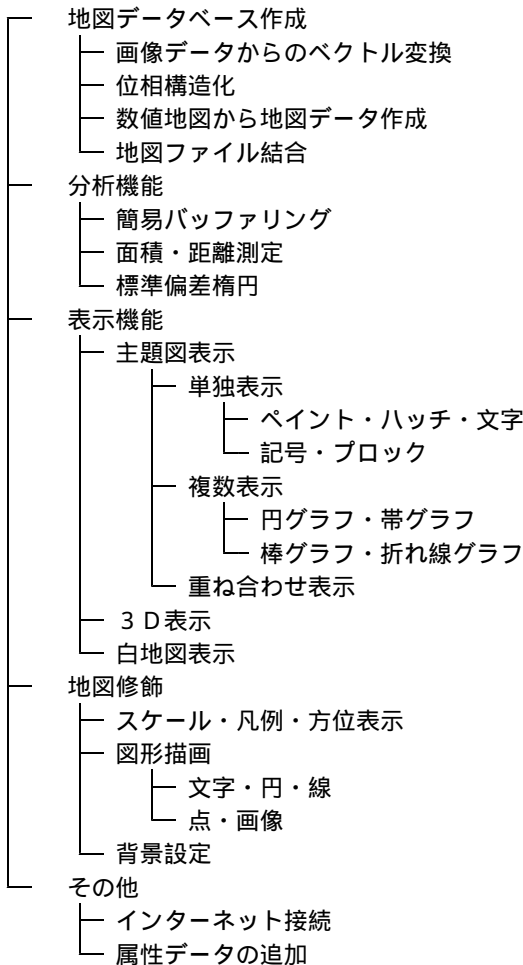 地図データベース作成
画像データからのベクトル変換
位相構造化
数値地図から地図データ作成
地図ファイル結合
分析機能
簡易バッファリング
面積・距離測定
標準偏差楕円
表示機能
主題図表示
単独表示
ペイント・ハッチ・文字
記号・プロック
複数表示
円グラフ・帯グラフ
棒グラフ・折れ線グラフ
重ね合わせ表示
３Ｄ表示
白地図表示
地図修飾
スケール・凡例・方位表示
図形描画
文字・円・線
点・画像
背景設定
その他
インターネット接続
属性データの追加